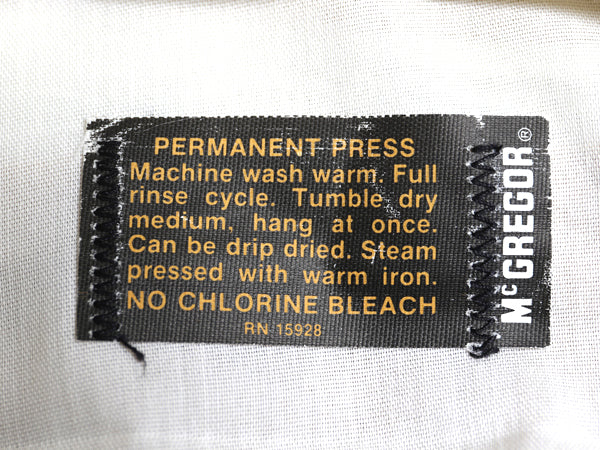 PERMANENT PRESS
Machine wash warm. Full
rinse cycle. Tumble dry
medium, hang at once.
Can be drip dried. Steam
pressed with warm iron.
NO CHLORINE BLEACH
RN 15928
McGREGOR®